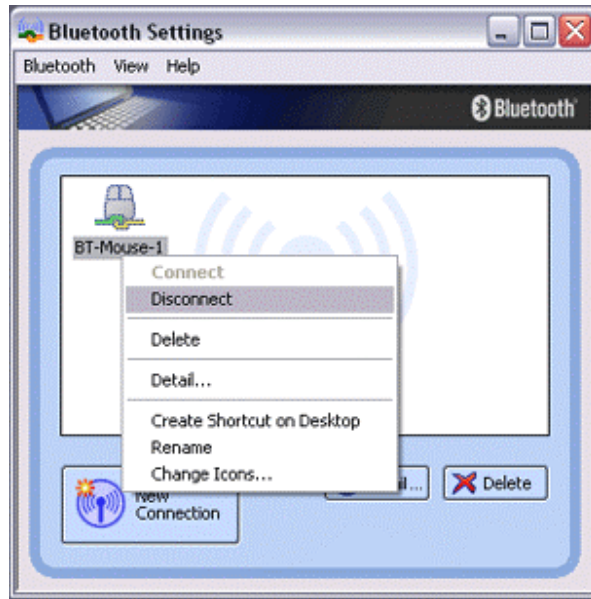 Bluetooth Settings
Bluetooth View Help
Bluetooth
BT-Mouse-1
Connect
Disconnect
Delete
Detail...
Create Shortcut on Desktop
Rename
Change Icons...
New
Connection
Delete